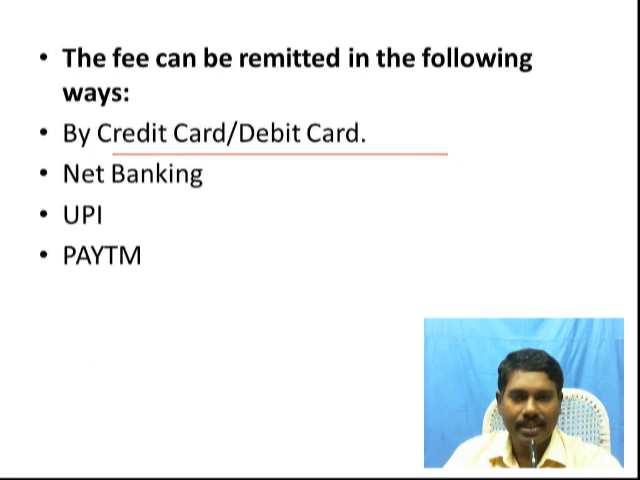 • The fee can be remitted in the following
ways:
• By Credit Card/Debit Card.
• Net Banking
• UPI
• PAYTM